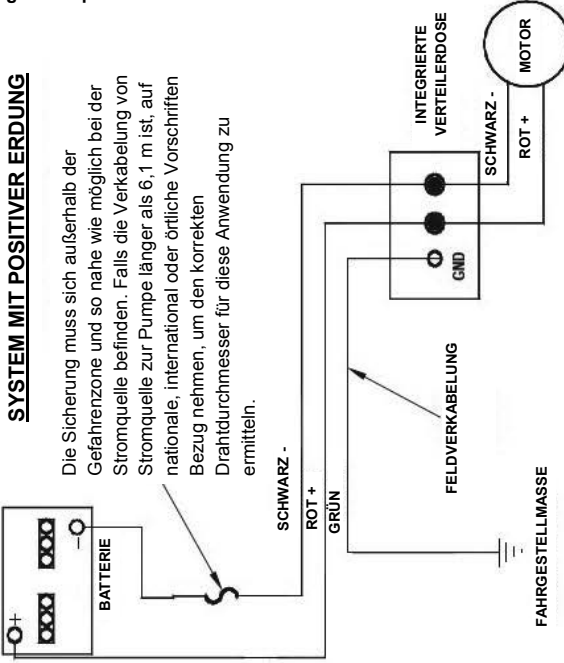 SYSTEM MIT POSITIVER ERDUNG
Die Sicherung muss sich außerhalb der
Gefahrenzone und so nahe wie möglich bei der
Stromquelle befinden. Falls die Verkabelung von
Stromquelle zur Pumpe länger als 6,1 m ist, auf
nationale, international oder örtliche Vorschriften
Bezug nehmen, um den korrekten
Drahtdurchmesser für diese Anwendung zu
ermitteln.
+
−
BATTERIE
SCHWARZ -
ROT +
GRÜN
INTEGRIERTE
VERTEILERDOSE
GND
SCHWARZ -
ROT +
MOTOR
FELDVERKABELUNG
FAHRGESTELLMASSE